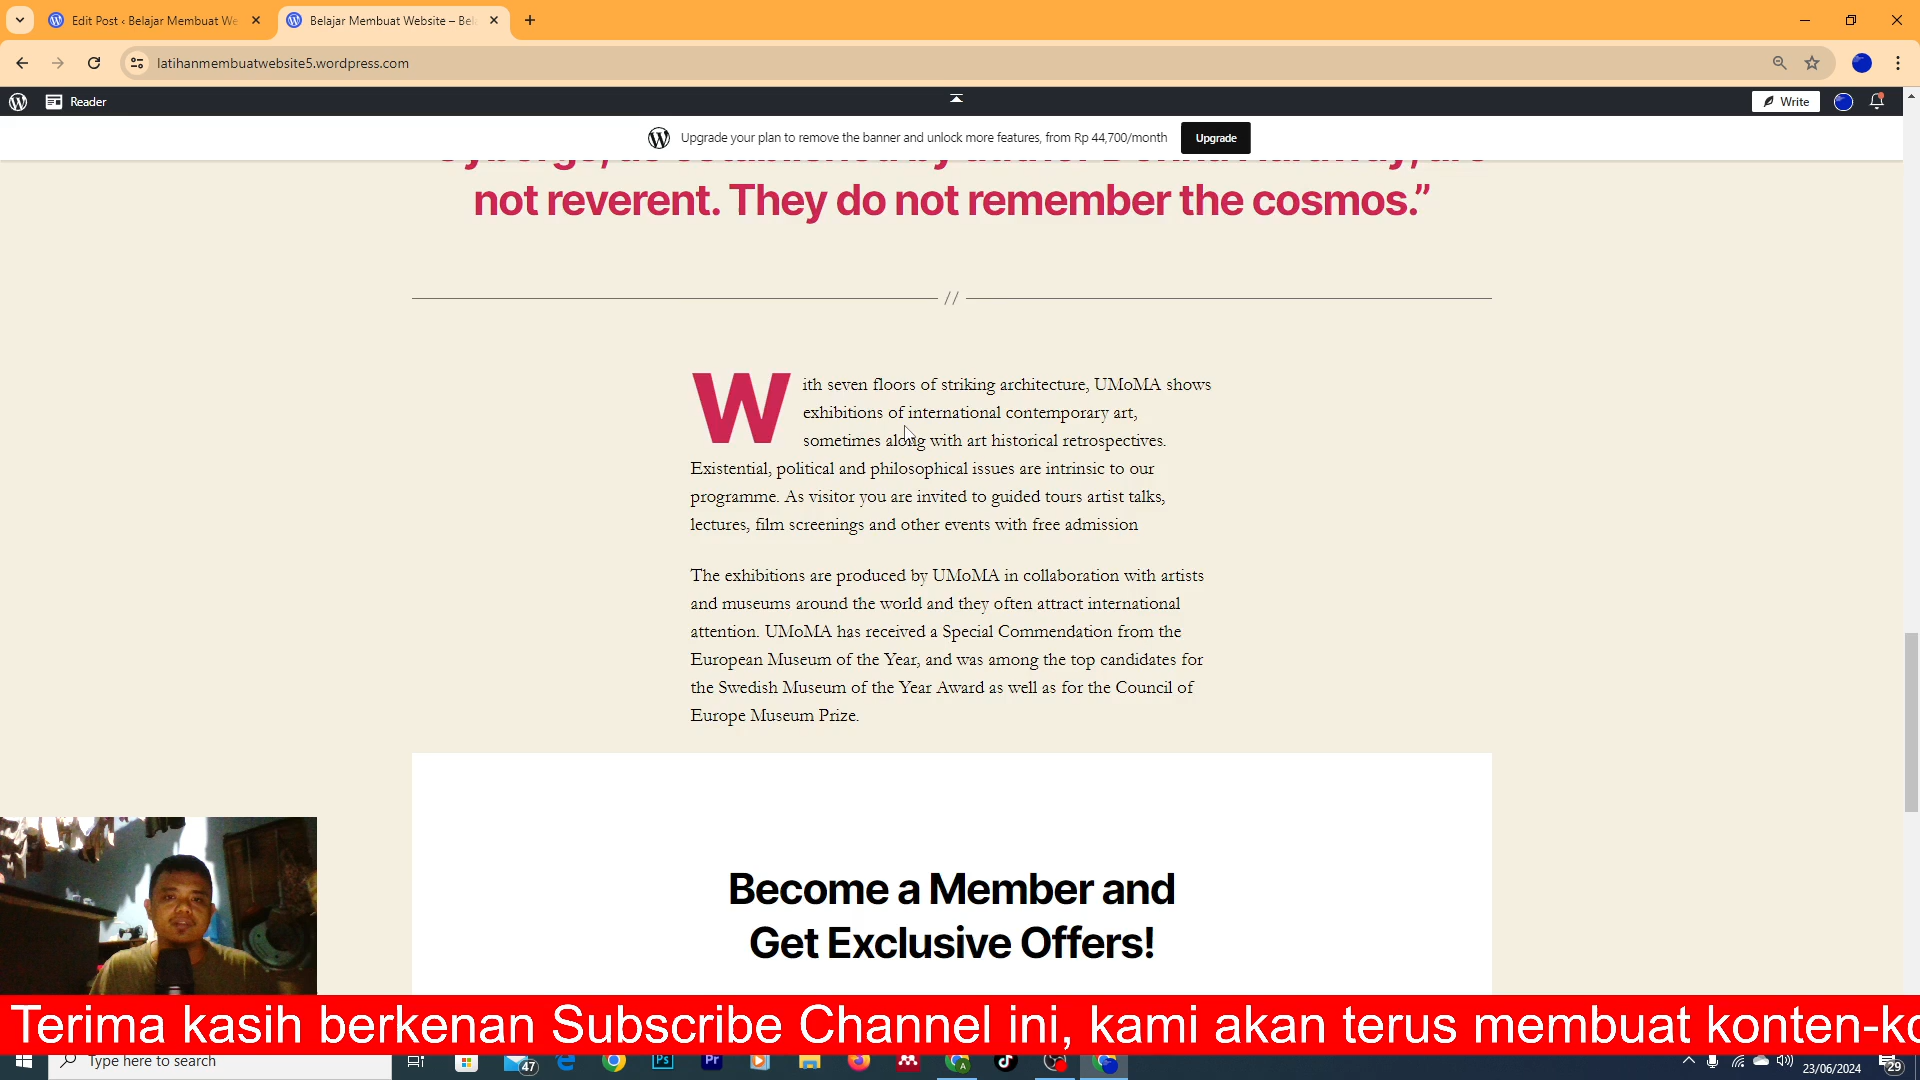 Edit Post ‹ Belajar Membuat We
Belajar Membuat Website – Bel
latihanmembuatwebsite5.wordpress.com
Reader
Write
Upgrade your plan to remove the banner and unlock more features, from Rp 44,700/month
Upgrade
not reverent. They do not remember the cosmos.”
//
With seven floors of striking architecture, UMoMA shows
exhibitions of international contemporary art,
sometimes along with art historical retrospectives.
Existential, political and philosophical issues are intrinsic to our
programme. As visitor you are invited to guided tours artist talks,
lectures, film screenings and other events with free admission
The exhibitions are produced by UMoMA in collaboration with artists
and museums around the world and they often attract international
attention. UMoMA has received a Special Commendation from the
European Museum of the Year, and was among the top candidates for
the Swedish Museum of the Year Award as well as for the Council of
Europe Museum Prize.
Become a Member and
Get Exclusive Offers!
Terima kasih berkenan Subscribe Channel ini, kami akan terus membuat konten-ko
Type here to search
47
Ps
Pr
A
23/06/2024
29